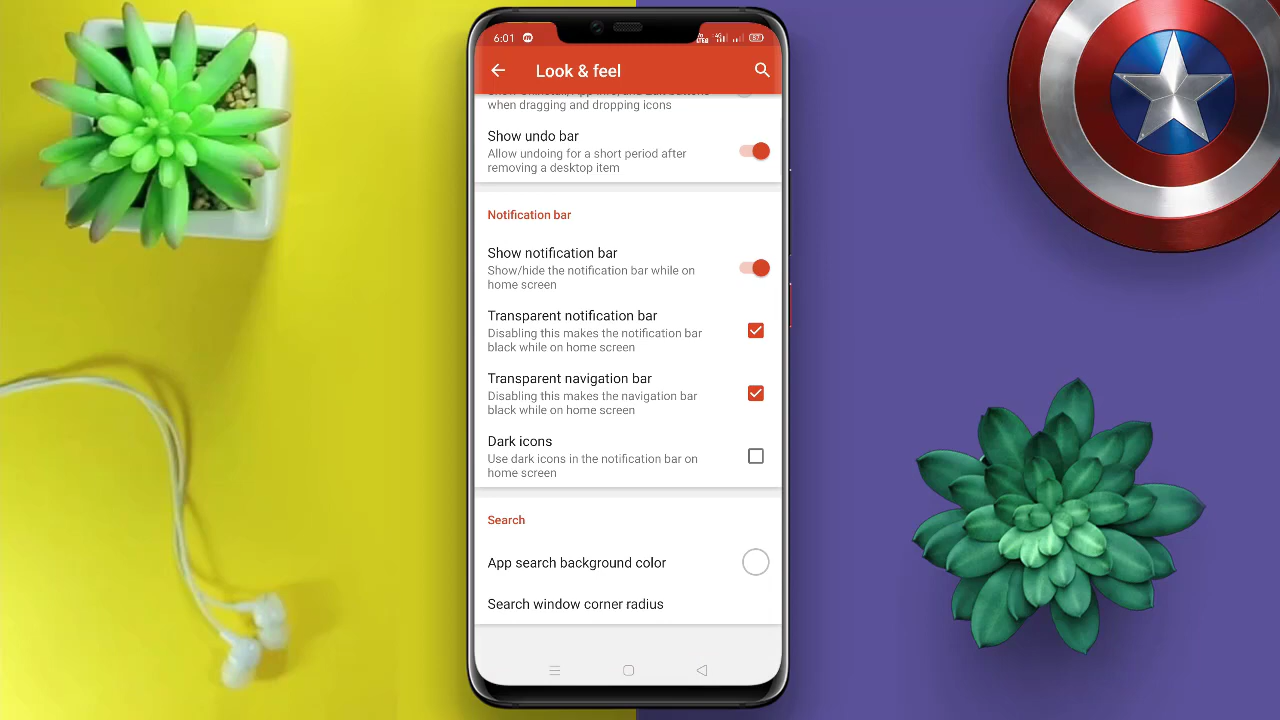 6:01
87
Look & feel
when dragging and dropping icons
Show undo bar
Allow undoing for a short period after
removing a desktop item
Notification bar
Show notification bar
Show/hide the notification bar while on
home screen
Transparent notification bar
Disabling this makes the notification bar
black while on home screen
Transparent navigation bar
Disabling this makes the navigation bar
black while on home screen
Dark icons
Use dark icons in the notification bar on
home screen
Search
App search background color
Search window corner radius